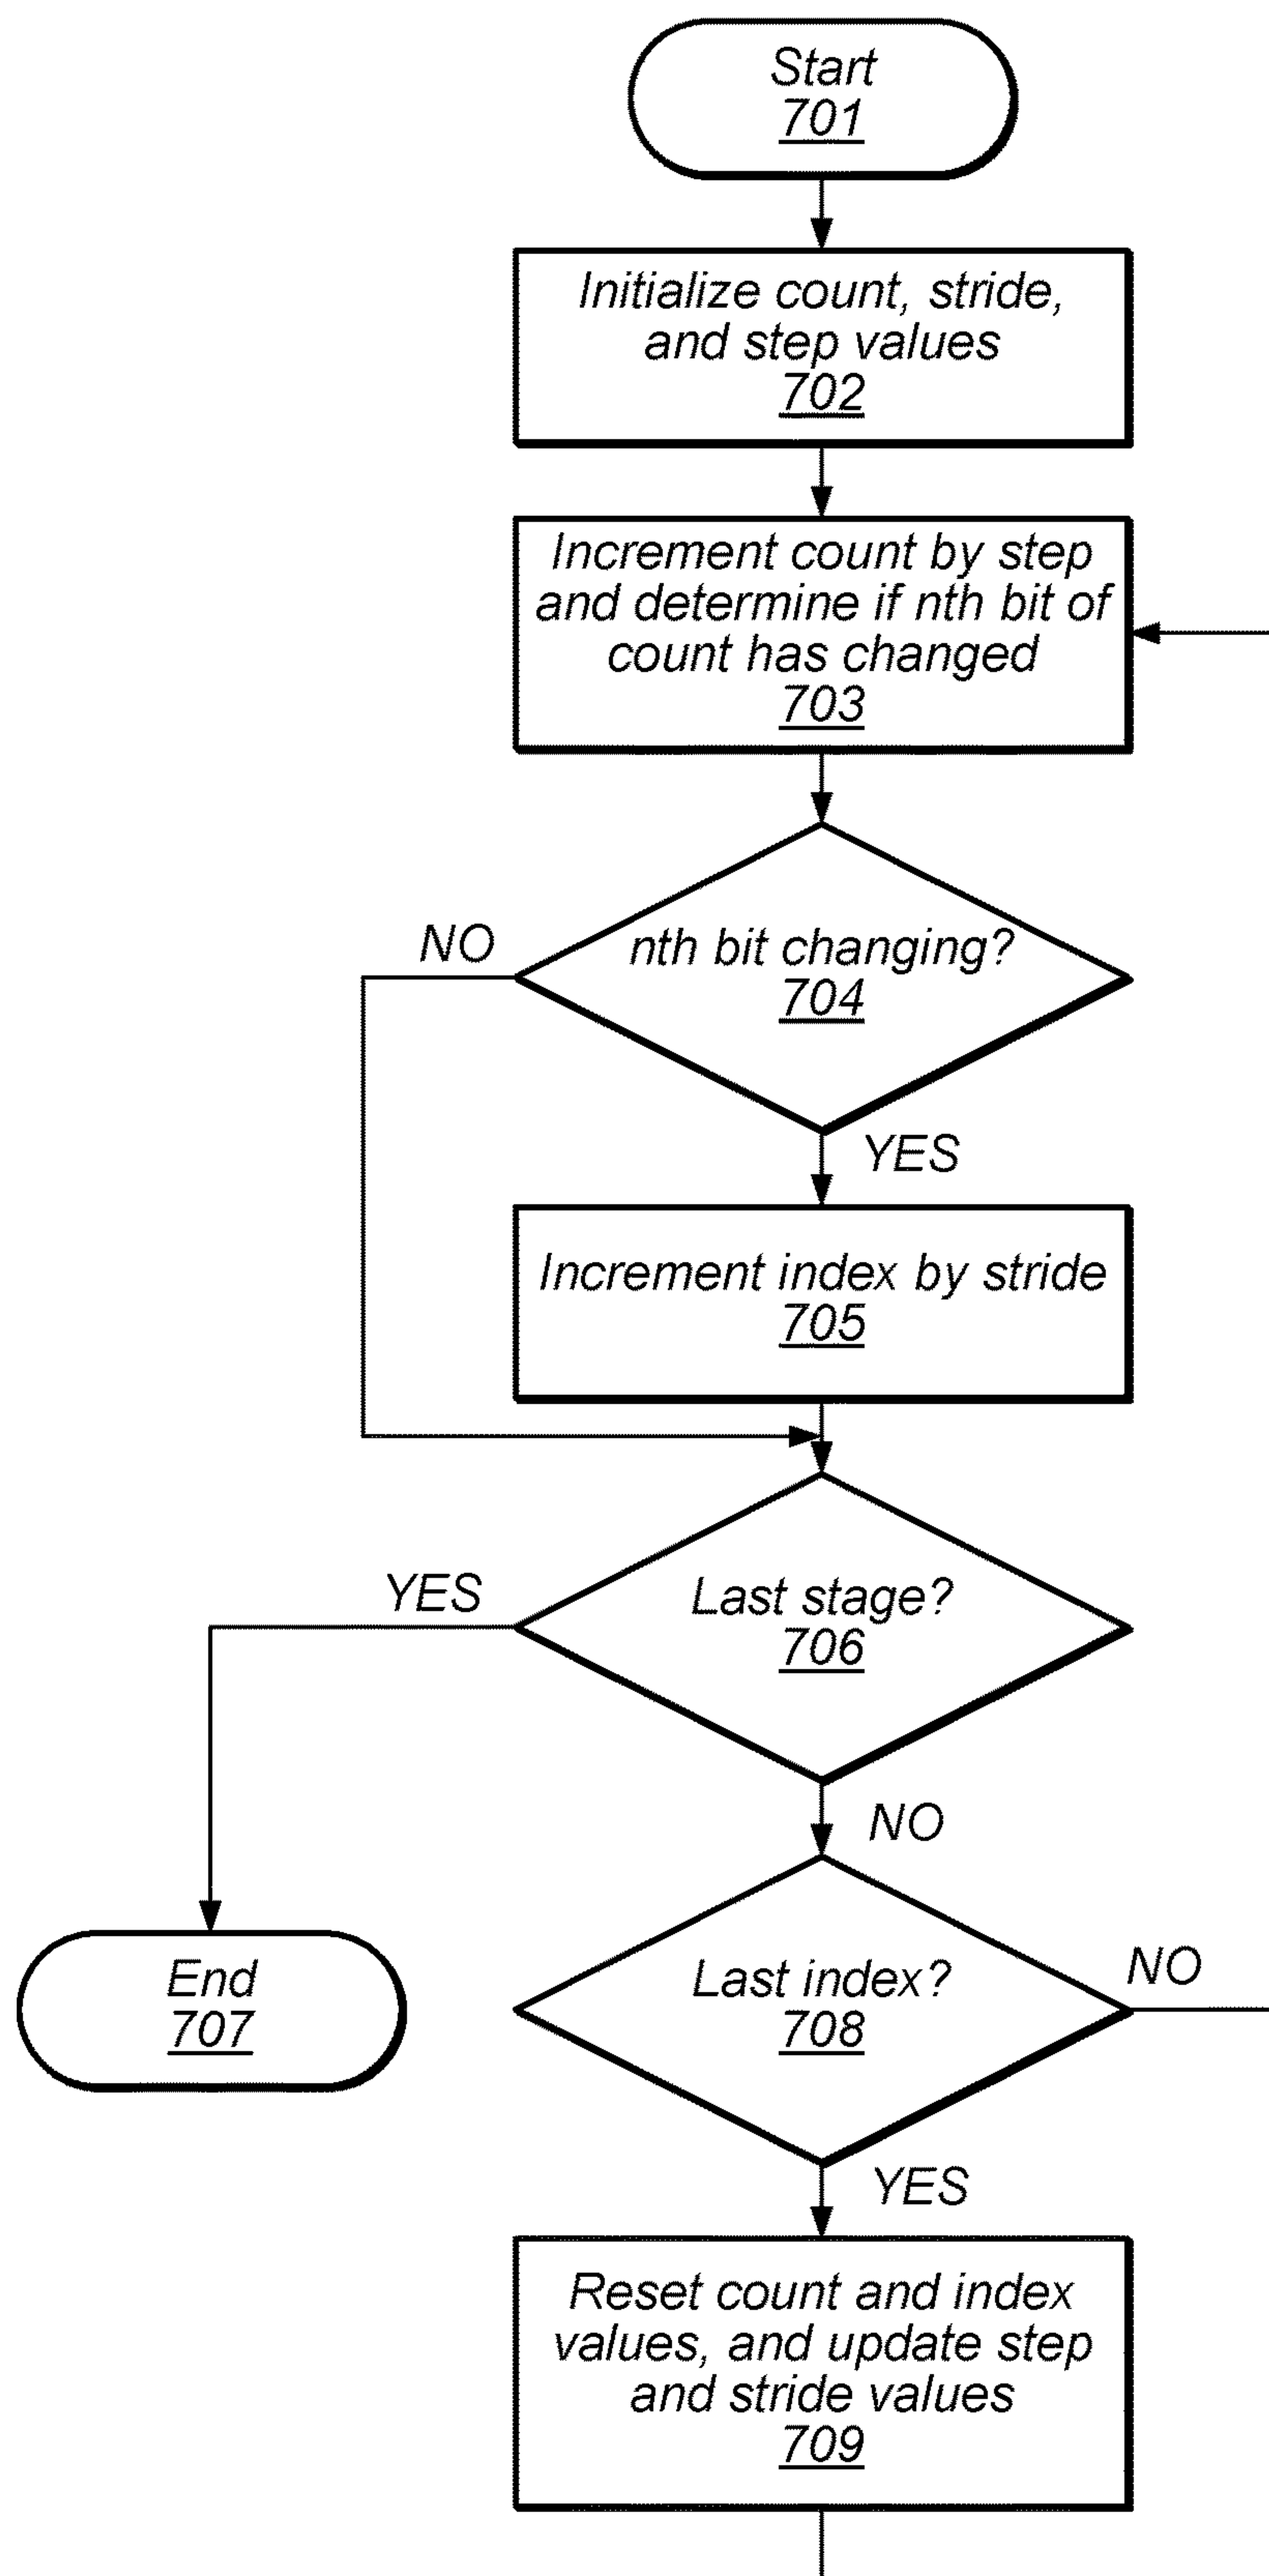 Start
701
Initialize count, stride,
and step values
702
Increment count by step
and determine if nth bit of
count has changed
703
NO
nth bit changing?
704
YES
Increment index by stride
705
YES
Last stage?
706
NO
End
707
Last index?
708
NO
YES
Reset count and index
values, and update step
and stride values
709